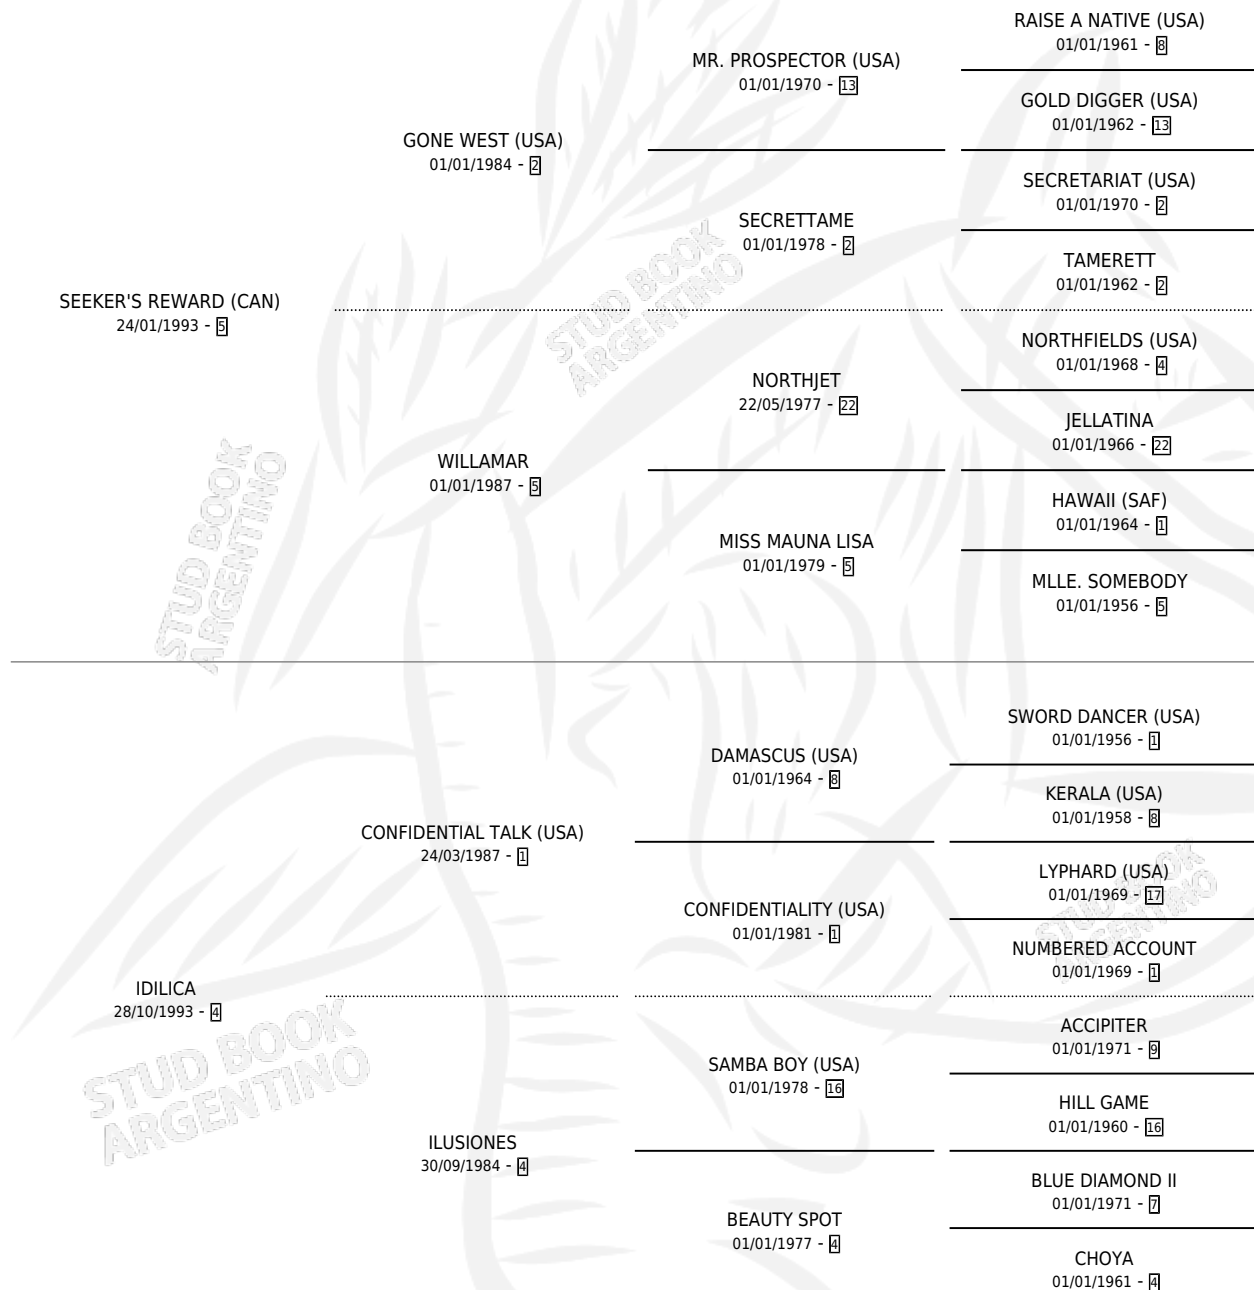 RAISE A NATIVE (USA)
01/01/1961 - 8
MR. PROSPECTOR (USA)
01/01/1970 - 13
GOLD DIGGER (USA)
01/01/1962 - 13
GONE WEST (USA)
01/01/1984 - 2
SECRETARIAT (USA)
01/01/1970 - 2
SECRETTAME
01/01/1978 - 2
TAMERETT
01/01/1962 - 2
SEEKER'S REWARD (CAN)
24/01/1993 - 5
STUD BOOK
ARGENTINO
NORTHFIELDS (USA)
01/01/1968 - 4
NORTHJET
22/05/1977 - 22
JELLATINA
01/01/1966 - 22
WILLAMAR
01/01/1987 - 5
HAWAII (SAF)
01/01/1964 - 1
MISS MAUNA LISA
01/01/1979 - 5
MLLE. SOMEBODY
01/01/1956 - 5
STUD BOOK
ARGENTINO
SWORD DANCER (USA)
01/01/1956 - 1
DAMASCUS (USA)
01/01/1964 - 8
KERALA (USA)
01/01/1958 - 8
CONFIDENTIAL TALK (USA)
24/03/1987 - 1
LYPHARD (USA)
01/01/1969 - 17
CONFIDENTIALITY (USA)
01/01/1981 - 1
NUMBERED ACCOUNT
01/01/1969 - 1
STUD BOOK
ARGENTINO
IDILICA
28/10/1993 - 4
ACCIPITER
01/01/1971 - 9
SAMBA BOY (USA)
01/01/1978 - 16
HILL GAME
01/01/1960 - 16
STUD BOOK
ARGENTINO
ILUSIONES
30/09/1984 - 4
BLUE DIAMOND II
01/01/1971 - 7
BEAUTY SPOT
01/01/1977 - 4
CHOYA
01/01/1961 - 4